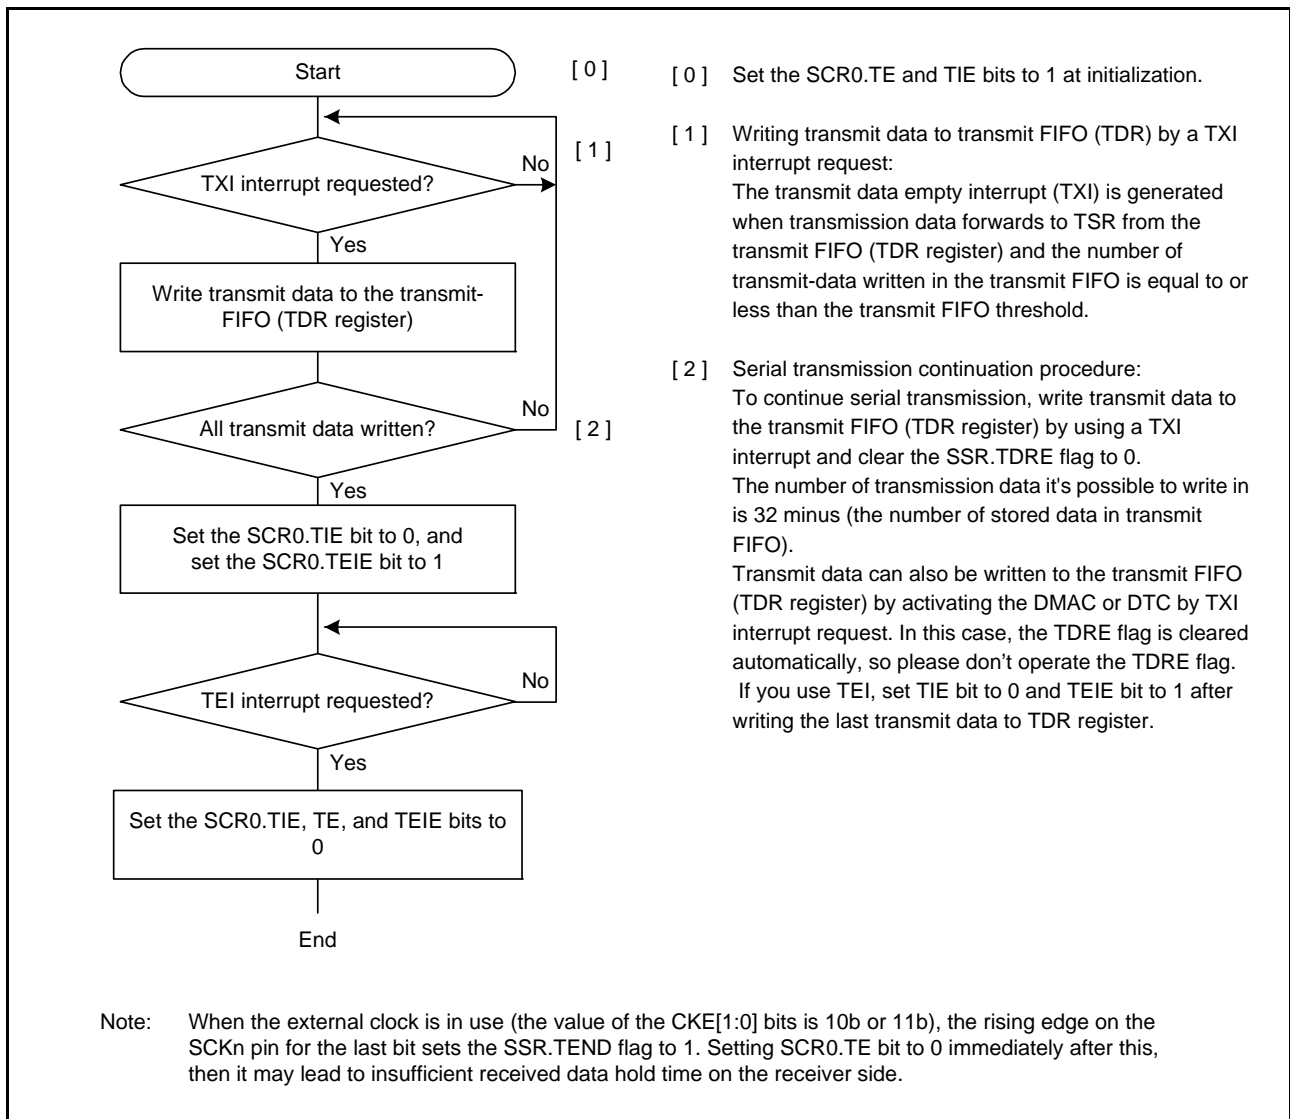 Start
[ 0 ]
TXI interrupt requested?
No
[ 1 ]
Yes
Write transmit data to the transmit-
FIFO (TDR register)
All transmit data written?
No
[ 2 ]
Yes
Set the SCR0.TIE bit to 0, and
set the SCR0.TEIE bit to 1
TEI interrupt requested?
No
Yes
Set the SCR0.TIE, TE, and TEIE bits to
0
End
[ 0 ] Set the SCR0.TE and TIE bits to 1 at initialization.
[ 1 ] Writing transmit data to transmit FIFO (TDR) by a TXI
interrupt request:
The transmit data empty interrupt (TXI) is generated
when transmission data forwards to TSR from the
transmit FIFO (TDR register) and the number of
transmit-data written in the transmit FIFO is equal to or
less than the transmit FIFO threshold.
[ 2 ] Serial transmission continuation procedure:
To continue serial transmission, write transmit data to
the transmit FIFO (TDR register) by using a TXI
interrupt and clear the SSR.TDRE flag to 0.
The number of transmission data it's possible to write in
is 32 minus (the number of stored data in transmit
FIFO).
Transmit data can also be written to the transmit FIFO
(TDR register) by activating the DMAC or DTC by TXI
interrupt request. In this case, the TDRE flag is cleared
automatically, so please don’t operate the TDRE flag.
If you use TEI, set TIE bit to 0 and TEIE bit to 1 after
writing the last transmit data to TDR register.
Note: When the external clock is in use (the value of the CKE[1:0] bits is 10b or 11b), the rising edge on the
SCKn pin for the last bit sets the SSR.TEND flag to 1. Setting SCR0.TE bit to 0 immediately after this,
then it may lead to insufficient received data hold time on the receiver side.